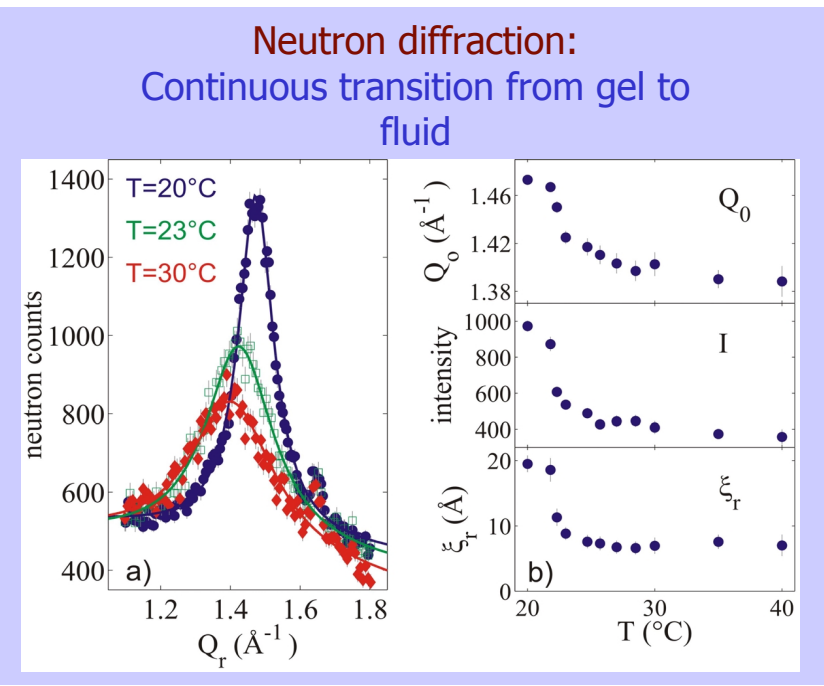 Neutron diffraction:
Continuous transition from gel to
fluid
1400
1200
1000
800
600
400
neutron counts
T=20°C
T=23°C
T=30°C
a)
1.2 1.4 1.6 1.8
Qr (Å-1)
1.46
1.42
1.38
Qo (Å-1)
Q0
1000
800
600
400
intensity
I
20
10
0
ξr (Å)
ξr
b)
20 30 40
T (°C)